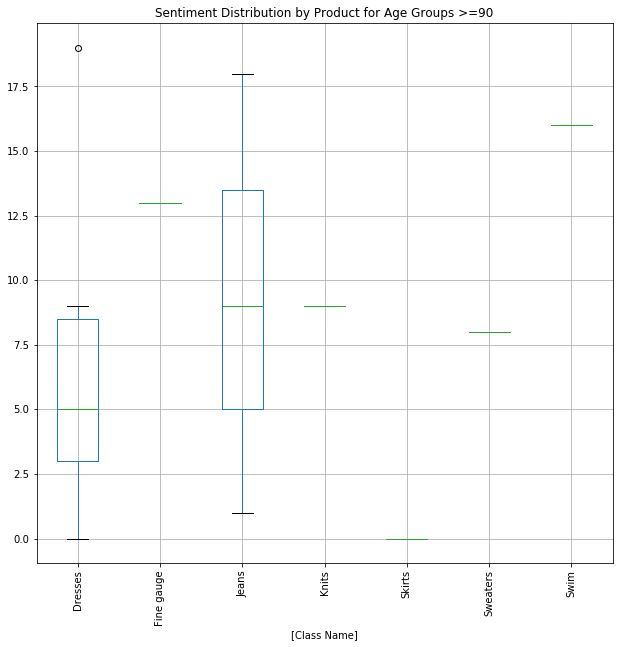 Sentiment Distribution by Product for Age Groups >=90
17.5
15.0
12.5
10.0
7.5
5.0
2.5
0.0
Dresses
Fine gauge
Jeans
Knits
Skirts
Sweaters
Swim
[Class Name]